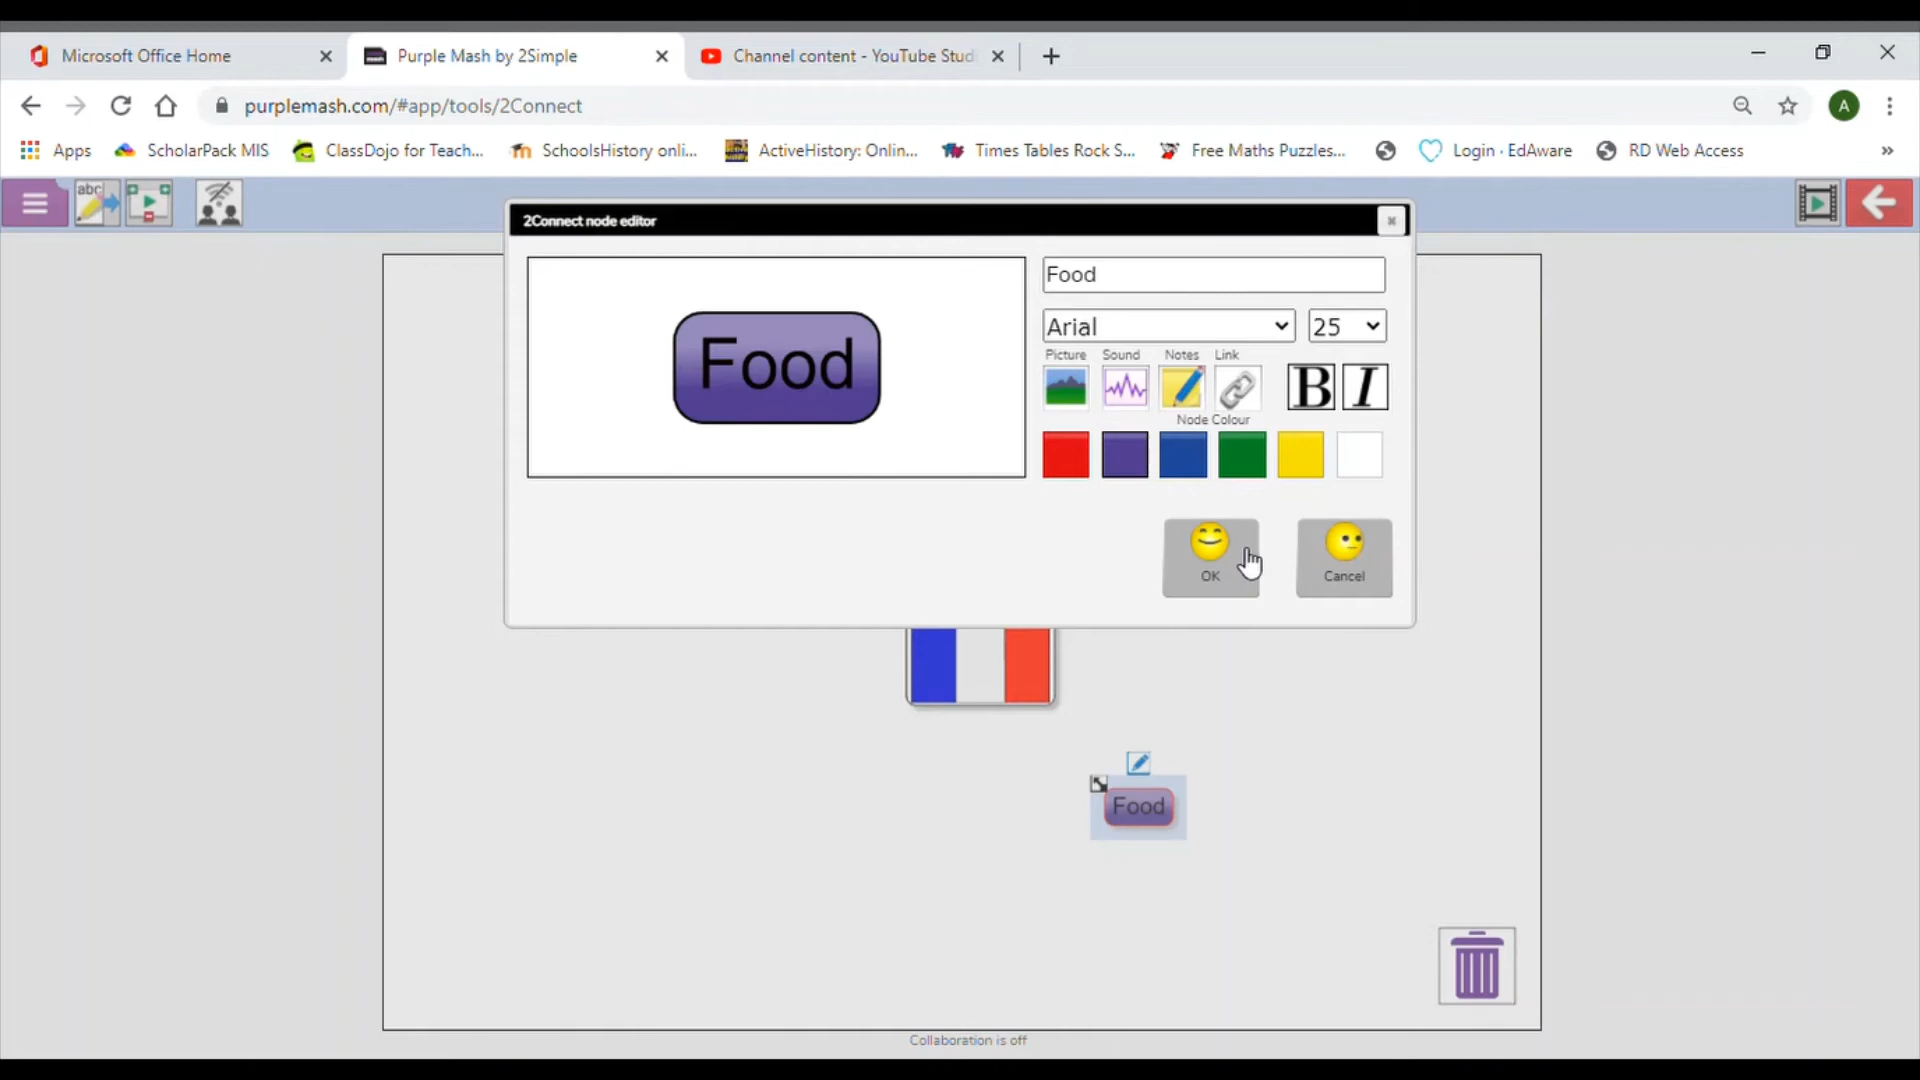 Microsoft Office Home
Purple Mash by 2Simple
Channel content - YouTube Stud
purplemash.com/#app/tools/2Connect
A
Apps
ScholarPack MIS
ClassDojo for Teach...
SchoolsHistory onli...
ActiveHistory: Onlin...
Times Tables Rock S...
Free Maths Puzzles...
Login · EdAware
RD Web Access
»
abc
2Connect node editor
Food
Food
Arial
25
Picture
Sound
Notes
Link
B
I
Node Colour
OK
Cancel
Food
Collaboration is off